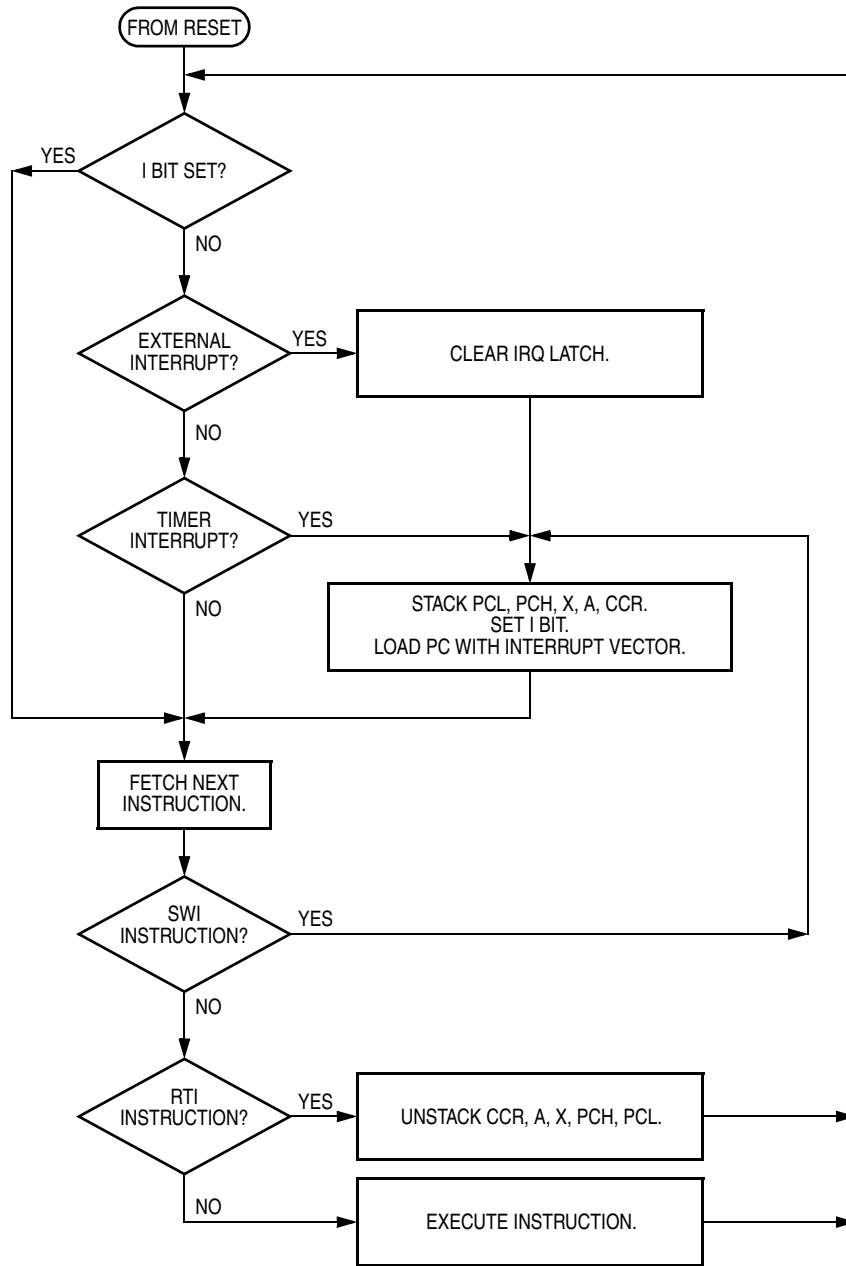 FROM RESET
YES
I BIT SET?
NO
EXTERNAL
INTERRUPT?
YES
CLEAR IRQ LATCH.
NO
TIMER
INTERRUPT?
YES
NO
STACK PCL, PCH, X, A, CCR.
SET I BIT.
LOAD PC WITH INTERRUPT VECTOR.
FETCH NEXT
INSTRUCTION.
SWI
INSTRUCTION?
YES
NO
RTI
INSTRUCTION?
YES
UNSTACK CCR, A, X, PCH, PCL.
NO
EXECUTE INSTRUCTION.